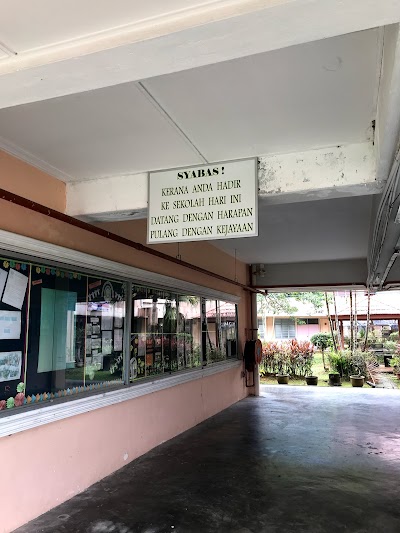 SYABAS!
KERANA ANDA HADIR
KE SEKOLAH HARI INI
DATANG DENGAN HARAPAN
PULANG DENGAN KEJAYAAN